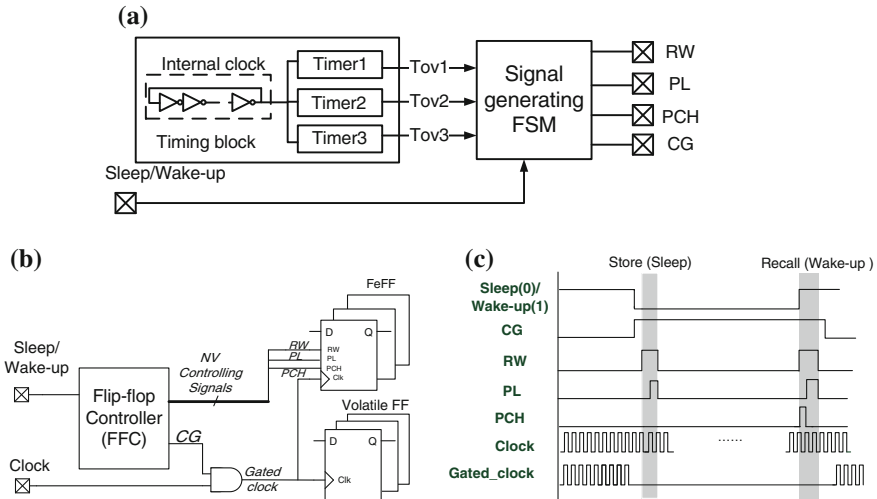 (a)
Internal clock
Timing block
Timer1
Timer2
Timer3
Tov1
Tov2
Tov3
Signal
generating
FSM
RW
PL
PCH
CG
Sleep/Wake-up
(b)
Sleep/
Wake-up
Clock
Flip-flop
Controller
(FFC)
NV
Controlling
Signals
CG
Gated
clock
RW
PL
PCH
FeFF
D
Q
RW
PL
PCH
Clk
Volatile FF
D
Q
Clk
(c)
Store (Sleep)
Recall (Wake-up )
Sleep(0)/
Wake-up(1)
CG
RW
PL
PCH
Clock
......
Gated_clock